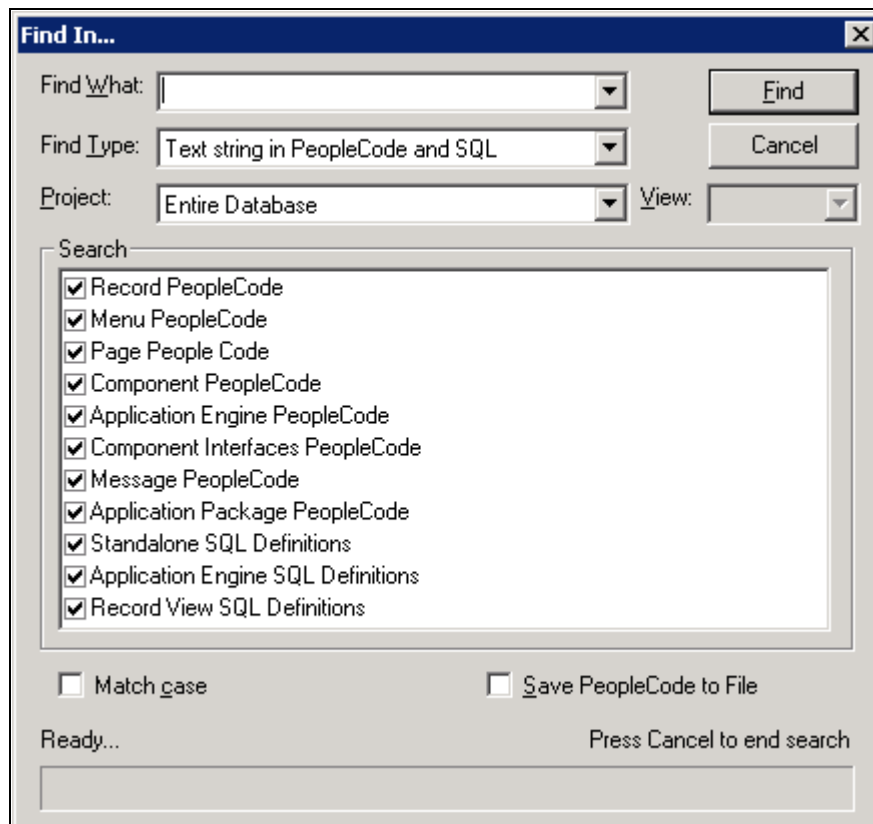 Find In...
Find What:
Find
Find Type: Text string in PeopleCode and SQL
Cancel
Project: Entire Database View:
Search
Record PeopleCode
Menu PeopleCode
Page People Code
Component PeopleCode
Application Engine PeopleCode
Component Interfaces PeopleCode
Message PeopleCode
Application Package PeopleCode
Standalone SQL Definitions
Application Engine SQL Definitions
Record View SQL Definitions
Match case Save PeopleCode to File
Ready... Press Cancel to end search